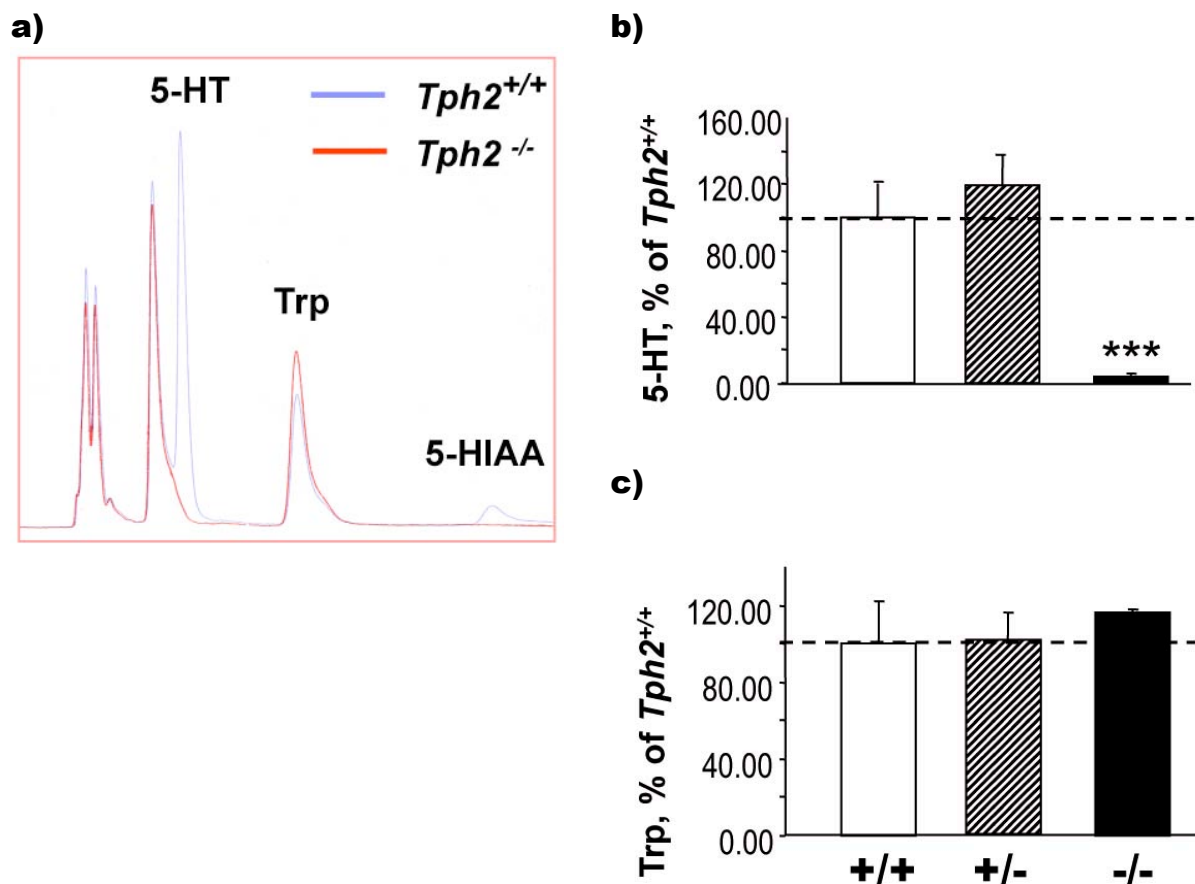 a)
5-HT
Tph2+/+
Tph2 -/-
Trp
5-HIAA
b)
5-HT, % of Tph2+/+
160.00
120.00
80.00
40.00
0.00
***
c)
Trp, % of Tph2+/+
120.00
80.00
40.00
0.00
+/+ +/- -/-